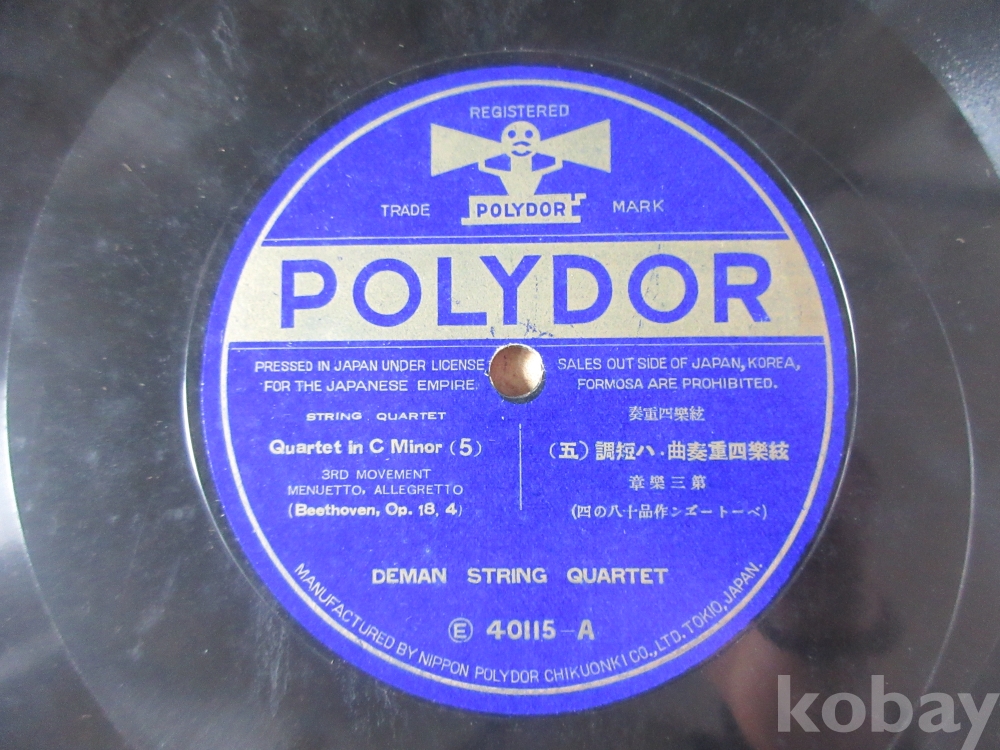 REGISTERED
TRADE POLYDOR MARK
POLYDOR
PRESSED IN JAPAN UNDER LICENSE
FOR THE JAPANESE EMPIRE.
SALES OUT SIDE OF JAPAN, KOREA,
FORMOSA ARE PROHIBITED.
STRING QUARTET
Quartet in C Minor (5)
3RD MOVEMENT
MENUETTO, ALLEGRETTO
(Beethoven, Op. 18, 4)
奏重四樂絃
(五) 調短ハ・曲奏重四樂絃
章樂三第
(四の八十品作ンエヴートーベ)
DEMAN STRING QUARTET
Ⓔ 40115-A
MANUFACTURED BY NIPPON POLYDOR CHIKUONKI CO., LTD. TOKIO, JAPAN.
kobay